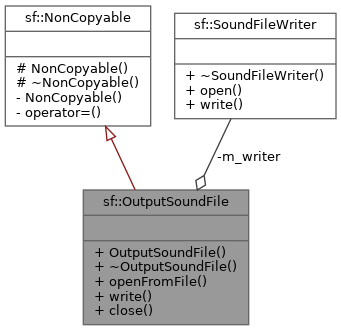 sf::NonCopyable
# NonCopyable()
# ~NonCopyable()
- NonCopyable()
- operator=()
sf::SoundFileWriter
+ ~SoundFileWriter()
+ open()
+ write()
-m_writer
sf::OutputSoundFile
+ OutputSoundFile()
+ ~OutputSoundFile()
+ openFromFile()
+ write()
+ close()